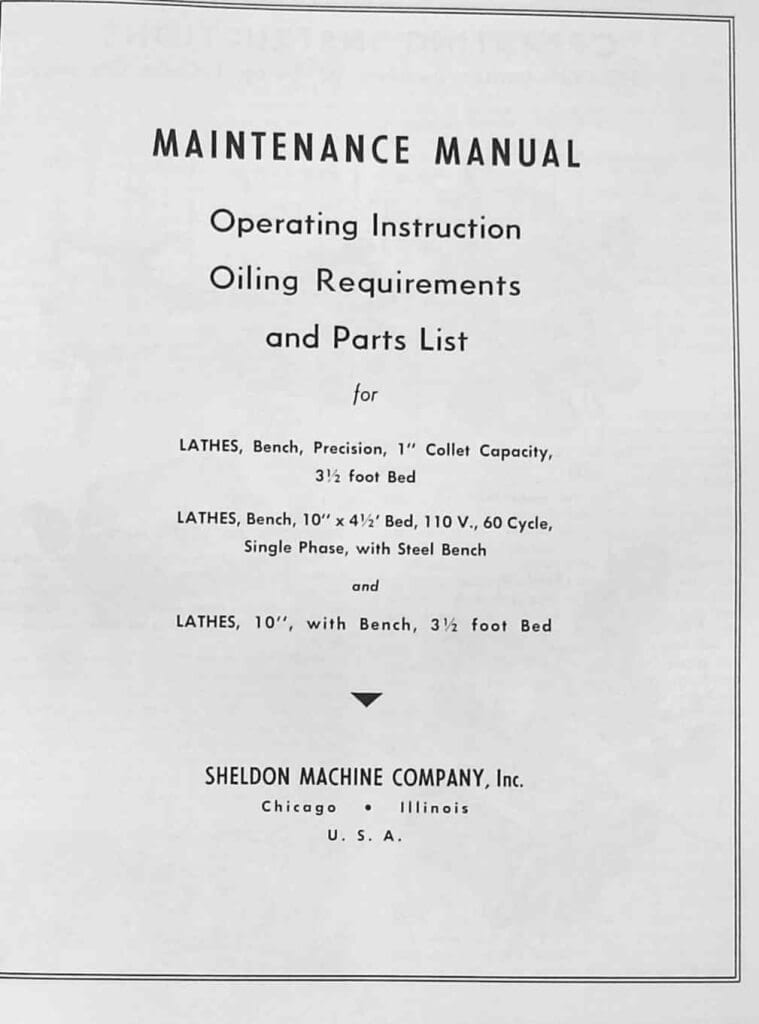 MAINTENANCE MANUAL
Operating Instruction
Oiling Requirements
and Parts List
for
LATHES, Bench, Precision, 1″ Collet Capacity,
3½ foot Bed
LATHES, Bench, 10″ x 4½′ Bed, 110 V., 60 Cycle,
Single Phase, with Steel Bench
and
LATHES, 10″, with Bench, 3½ foot Bed
SHELDON MACHINE COMPANY, Inc.
Chicago • Illinois
U. S. A.